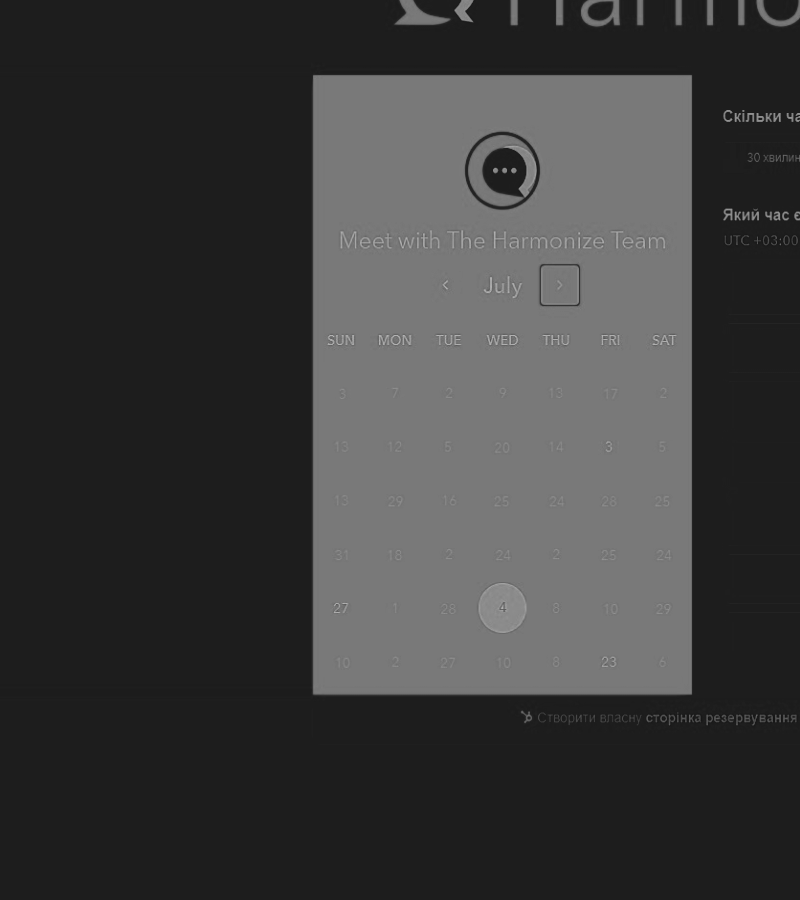 Harmo
Скільки ча
30 хвилин
Який час є
UTC +03:00
Meet with The Harmonize Team
July
SUN MON TUE WED THU FRI SAT
3 7 2 9 13 17 2
13 12 5 20 14 3 5
13 29 16 25 24 28 25
31 18 2 24 2 25 24
27 1 28 4 8 10 29
10 2 27 10 8 23 6
Створити власну сторінка резервування